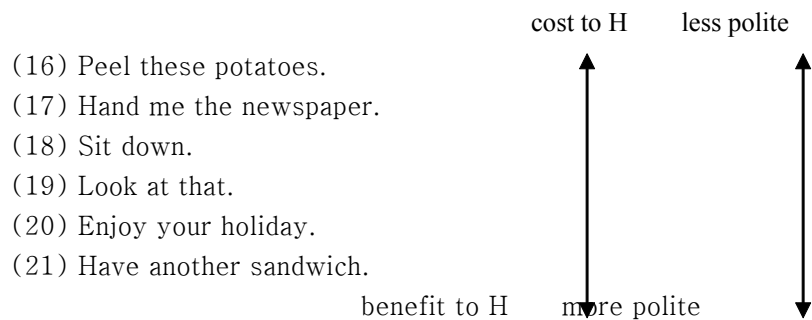 cost to H less polite
(16) Peel these potatoes.
(17) Hand me the newspaper.
(18) Sit down.
(19) Look at that.
(20) Enjoy your holiday.
(21) Have another sandwich.
benefit to H more polite